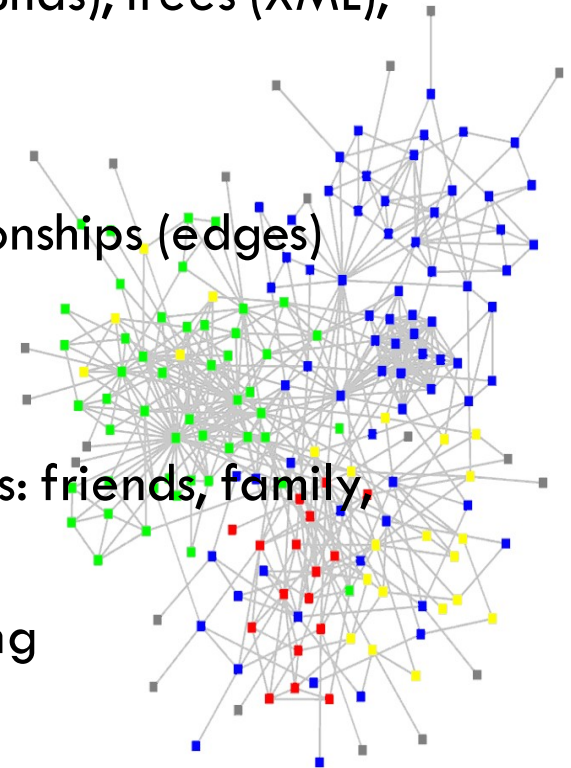 trees (XML),
onships (edges)
s: friends, family,
ng